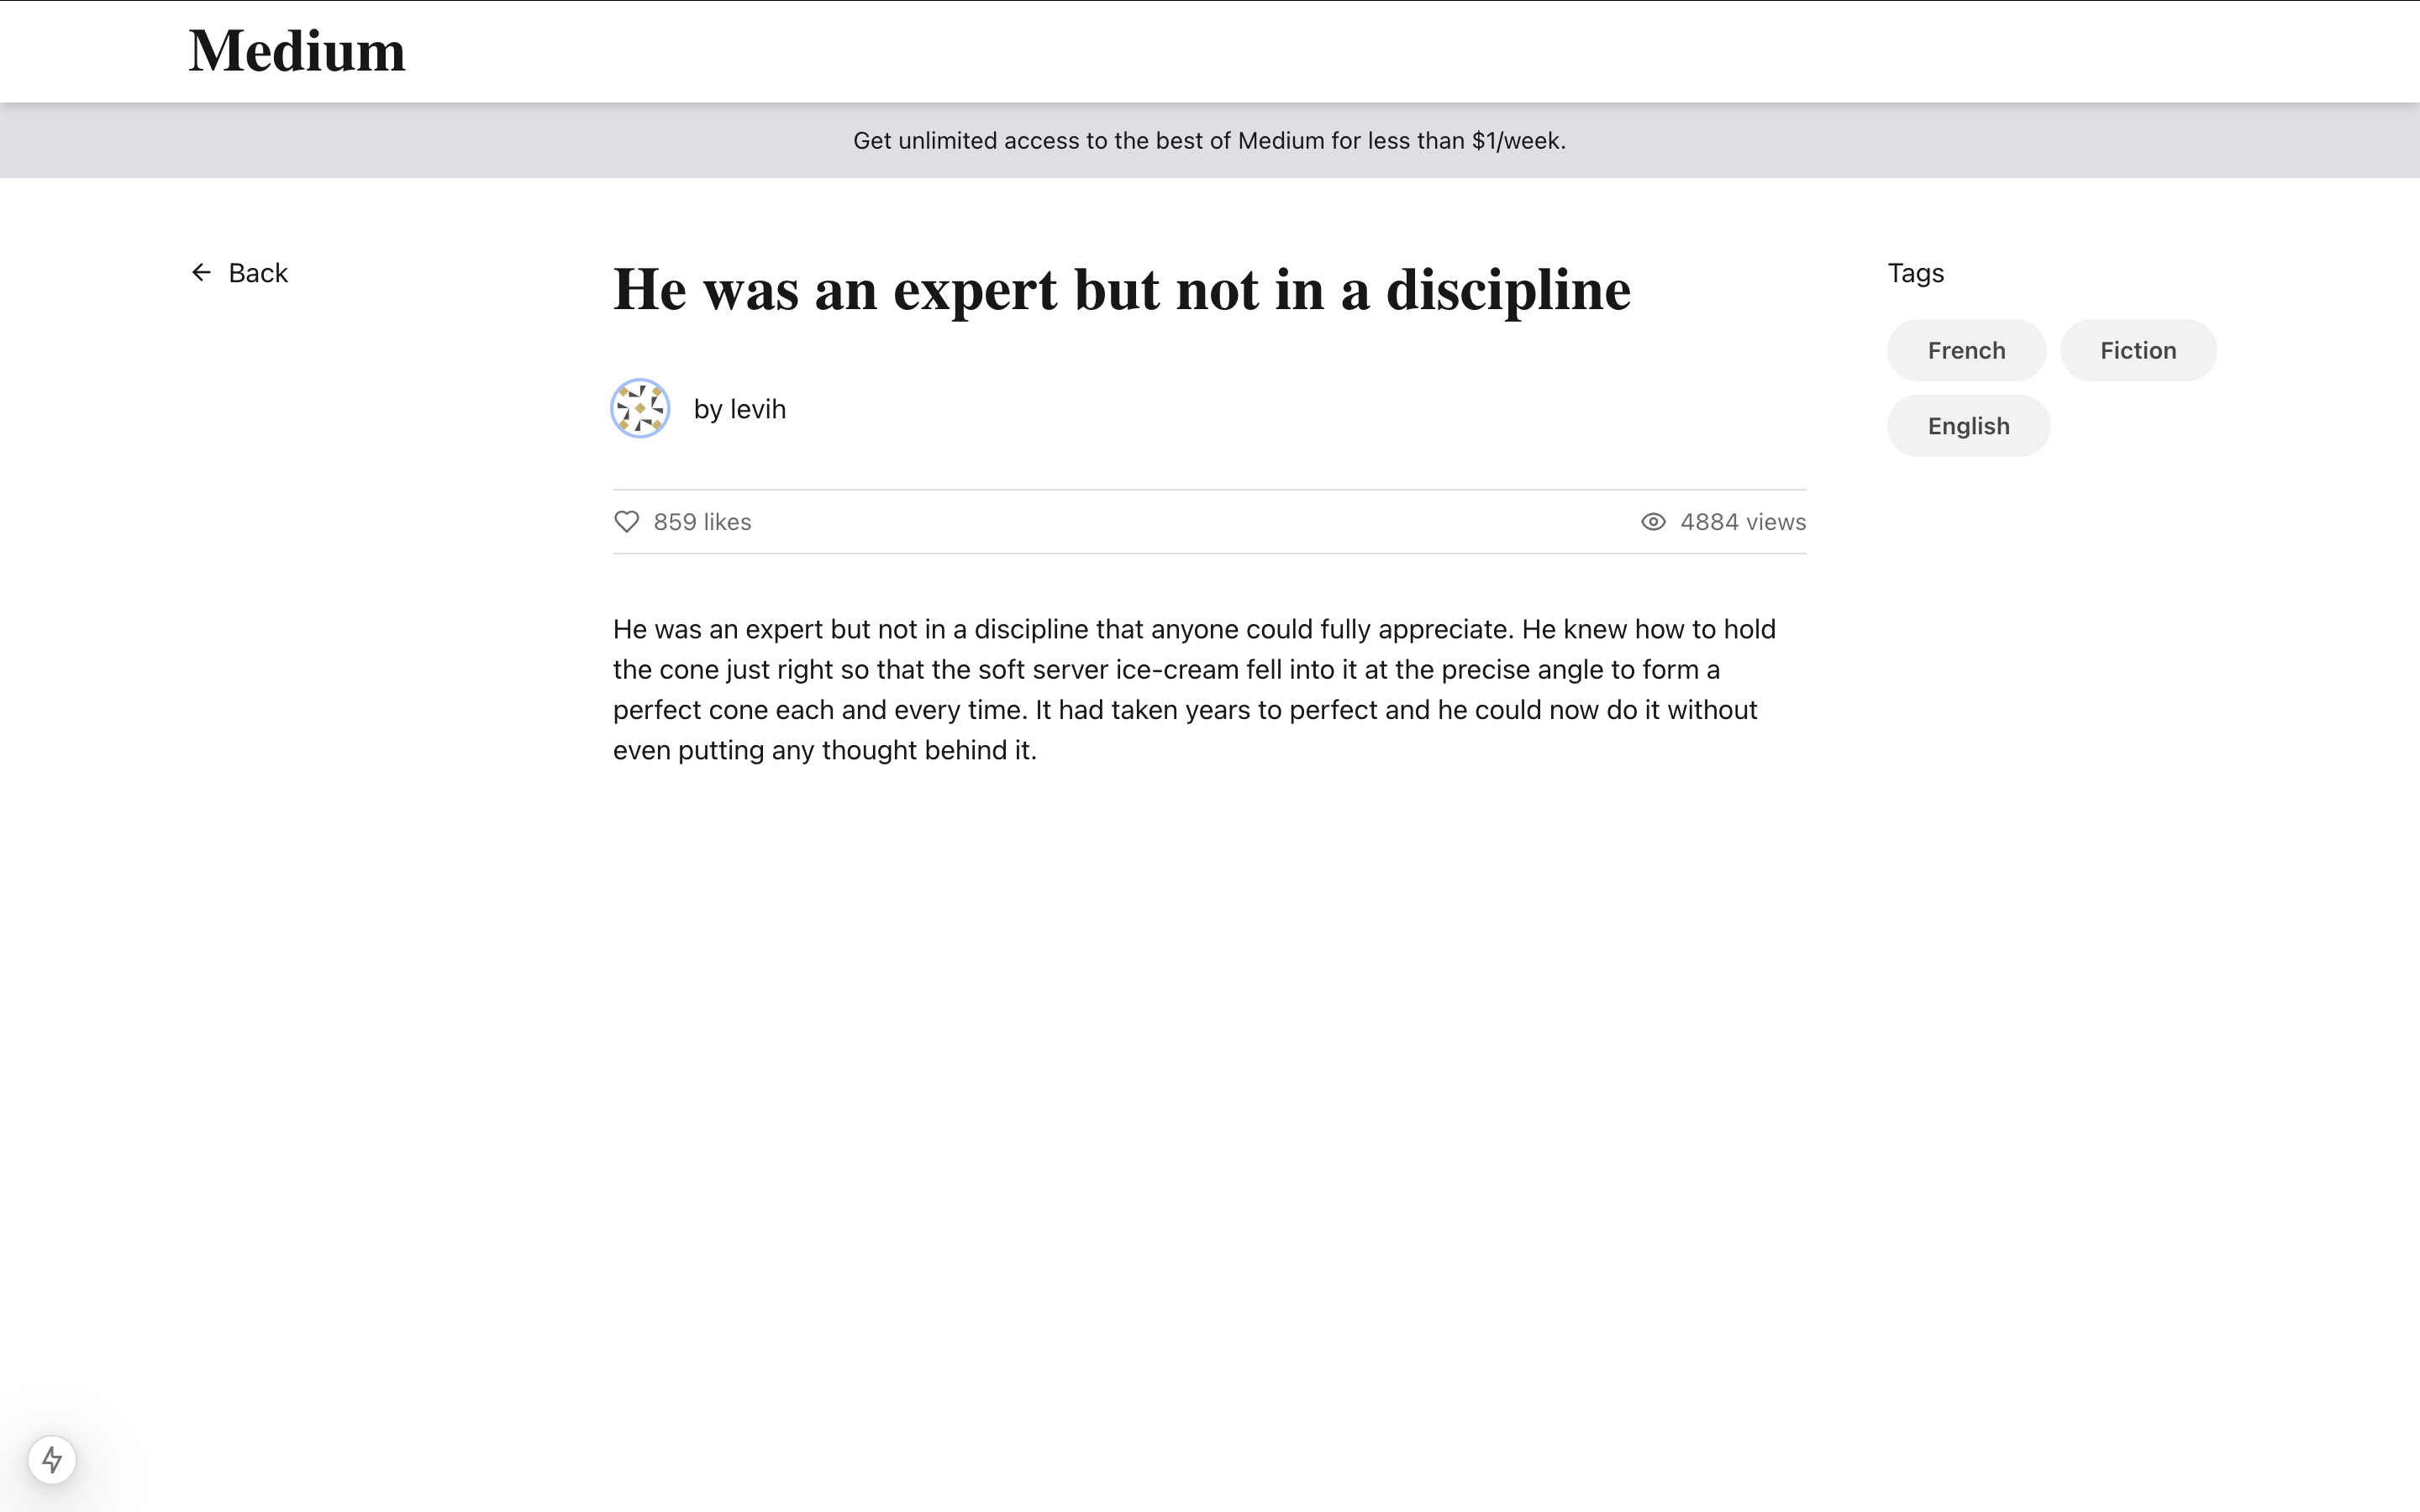 Medium
Get unlimited access to the best of Medium for less than $1/week.
Back
He was an expert but not in a discipline
by levih
859 likes
4884 views
He was an expert but not in a discipline that anyone could fully appreciate. He knew how to hold
the cone just right so that the soft server ice-cream fell into it at the precise angle to form a
perfect cone each and every time. It had taken years to perfect and he could now do it without
even putting any thought behind it.
Tags
French
Fiction
English